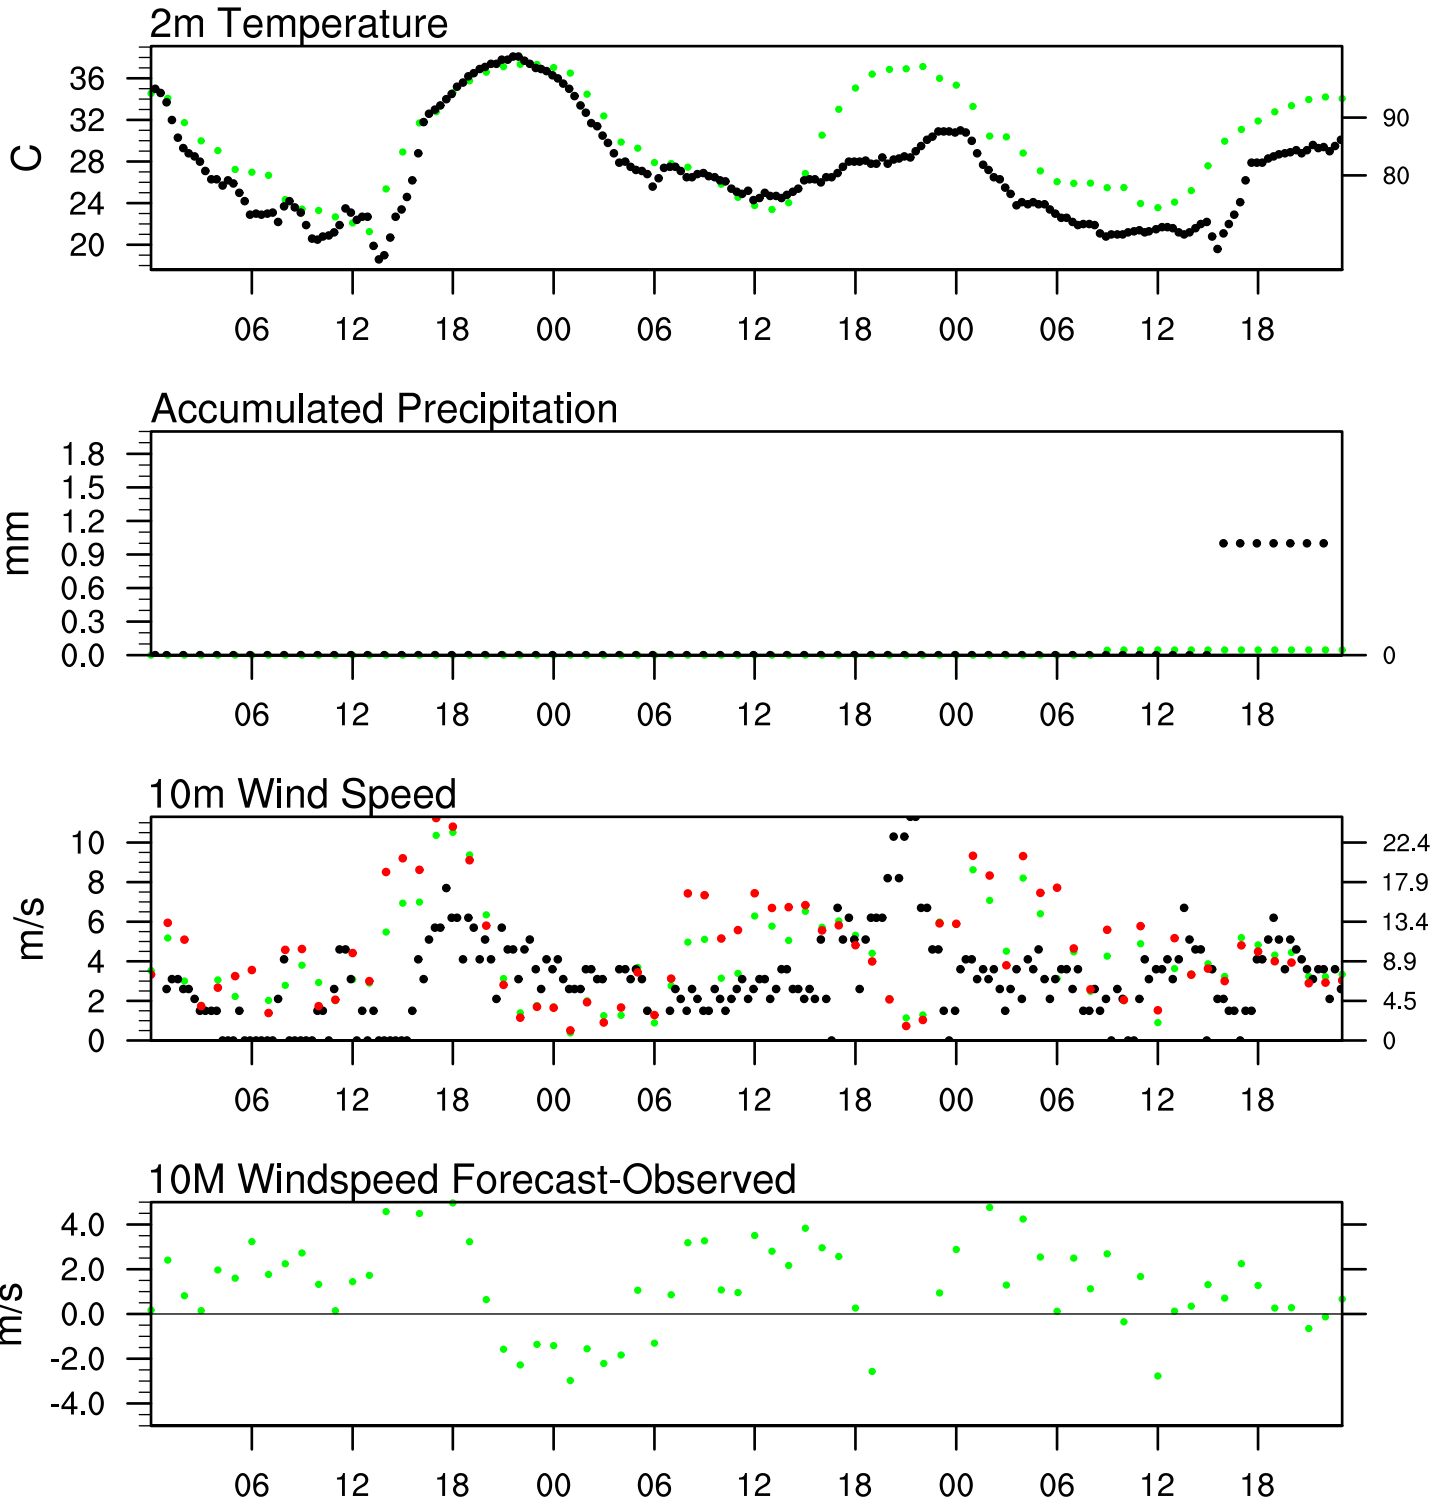 2m Temperature
C
36
32
28
24
20
90
80
06 12 18 00 06 12 18 00 06 12 18
Accumulated Precipitation
mm
1.8
1.5
1.2
0.9
0.6
0.3
0.0
0
06 12 18 00 06 12 18 00 06 12 18
10m Wind Speed
m/s
10
8
6
4
2
0
22.4
17.9
13.4
8.9
4.5
0
06 12 18 00 06 12 18 00 06 12 18
10M Windspeed Forecast-Observed
m/s
4.0
2.0
0.0
-2.0
-4.0
06 12 18 00 06 12 18 00 06 12 18